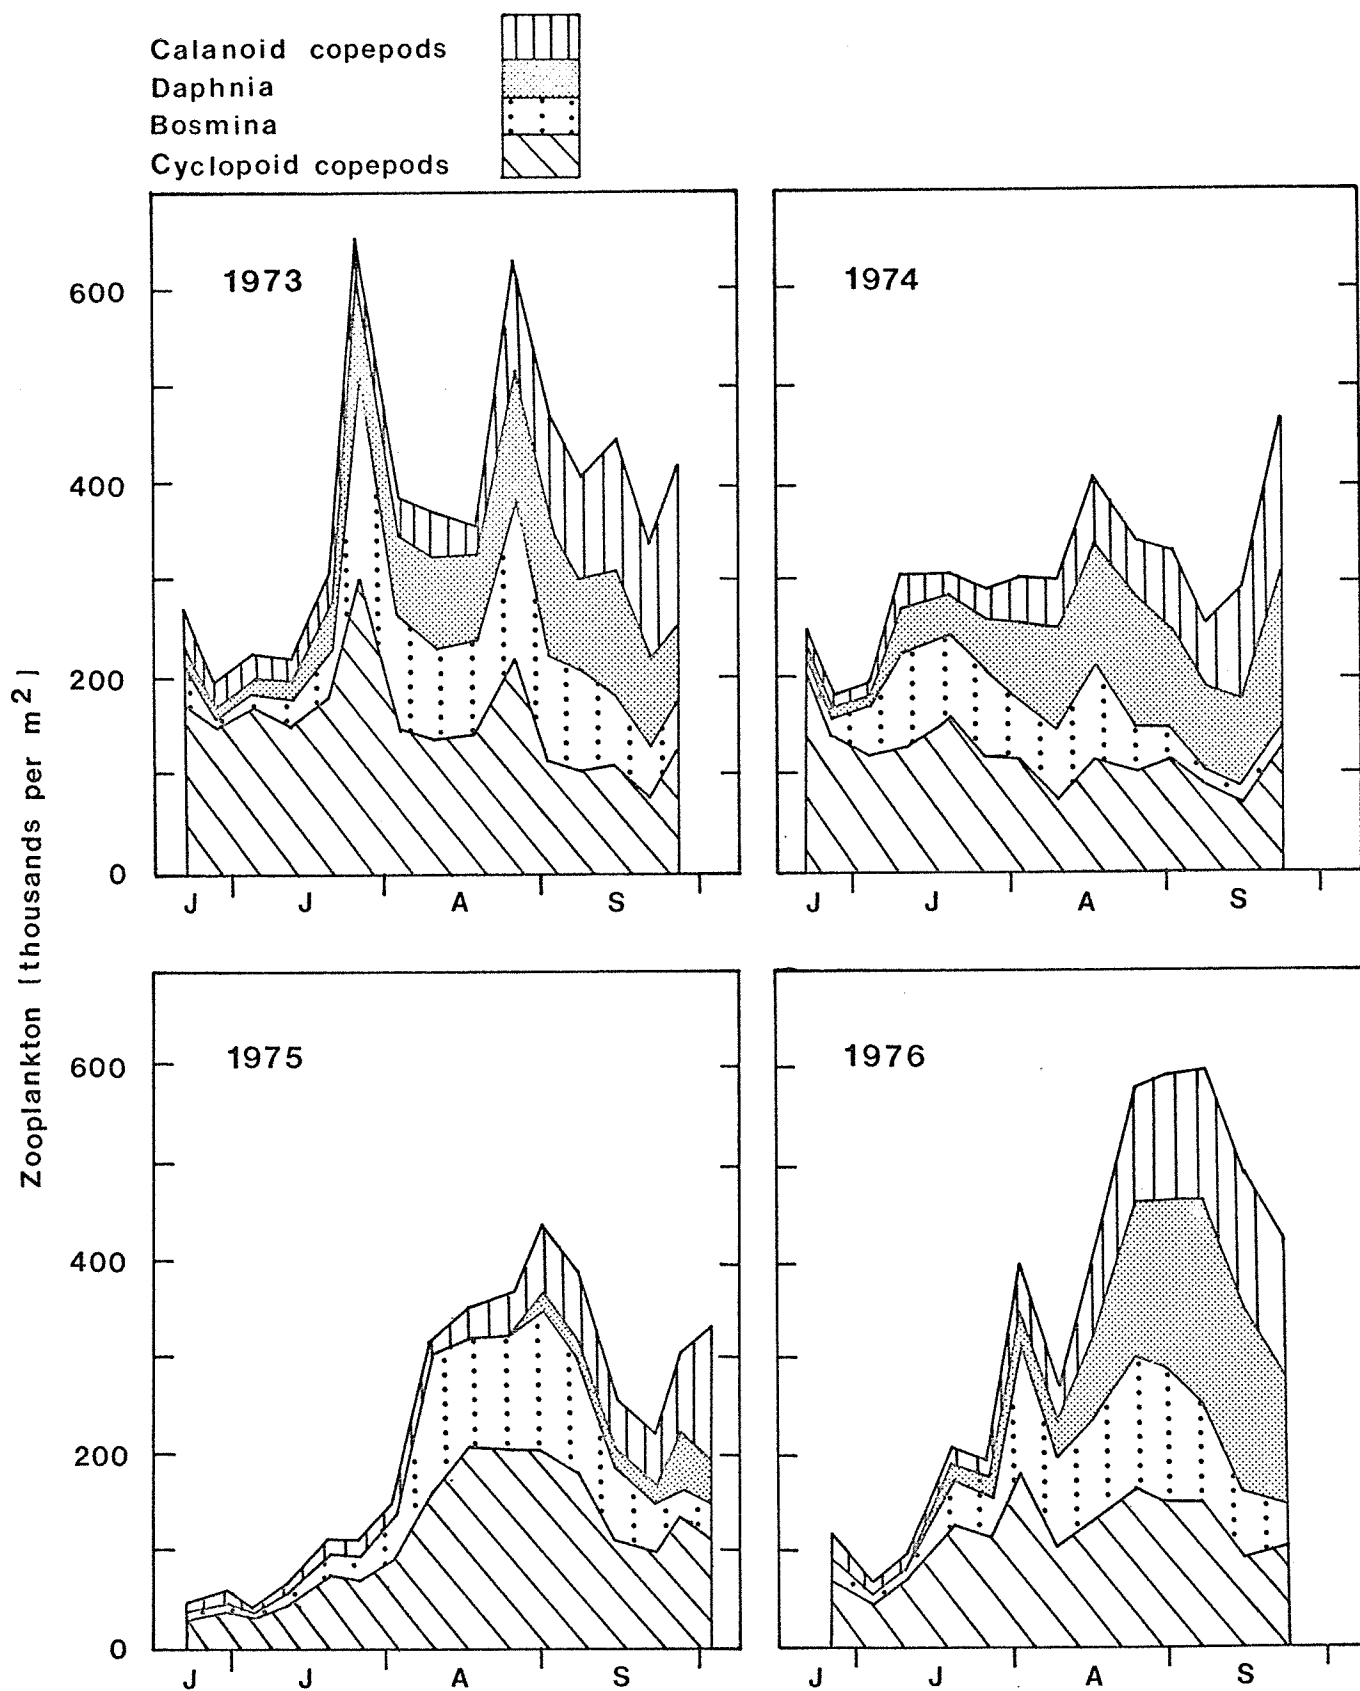 Calanoid copepods
Daphnia
Bosmina
Cyclopoid copepods
Zooplankton [thousands per m2]
1973
600
400
200
0
J J A S
1974
J J A S
1975
600
400
200
0
J J A S
1976
J J A S